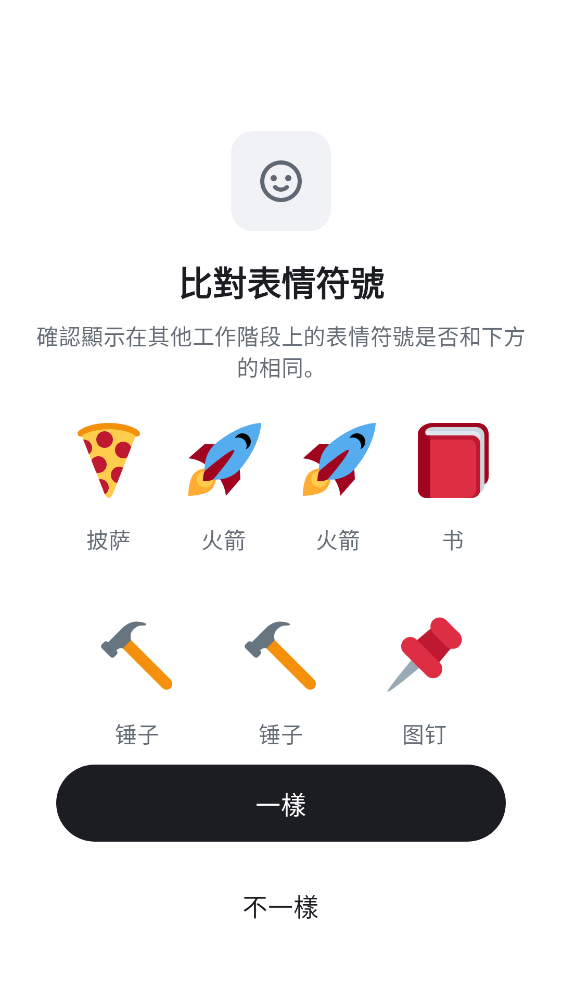 比對表情符號
確認顯示在其他工作階段上的表情符號是否和下方
的相同。
披萨 火箭 火箭 书
锤子 锤子 图钉
一樣
不一樣